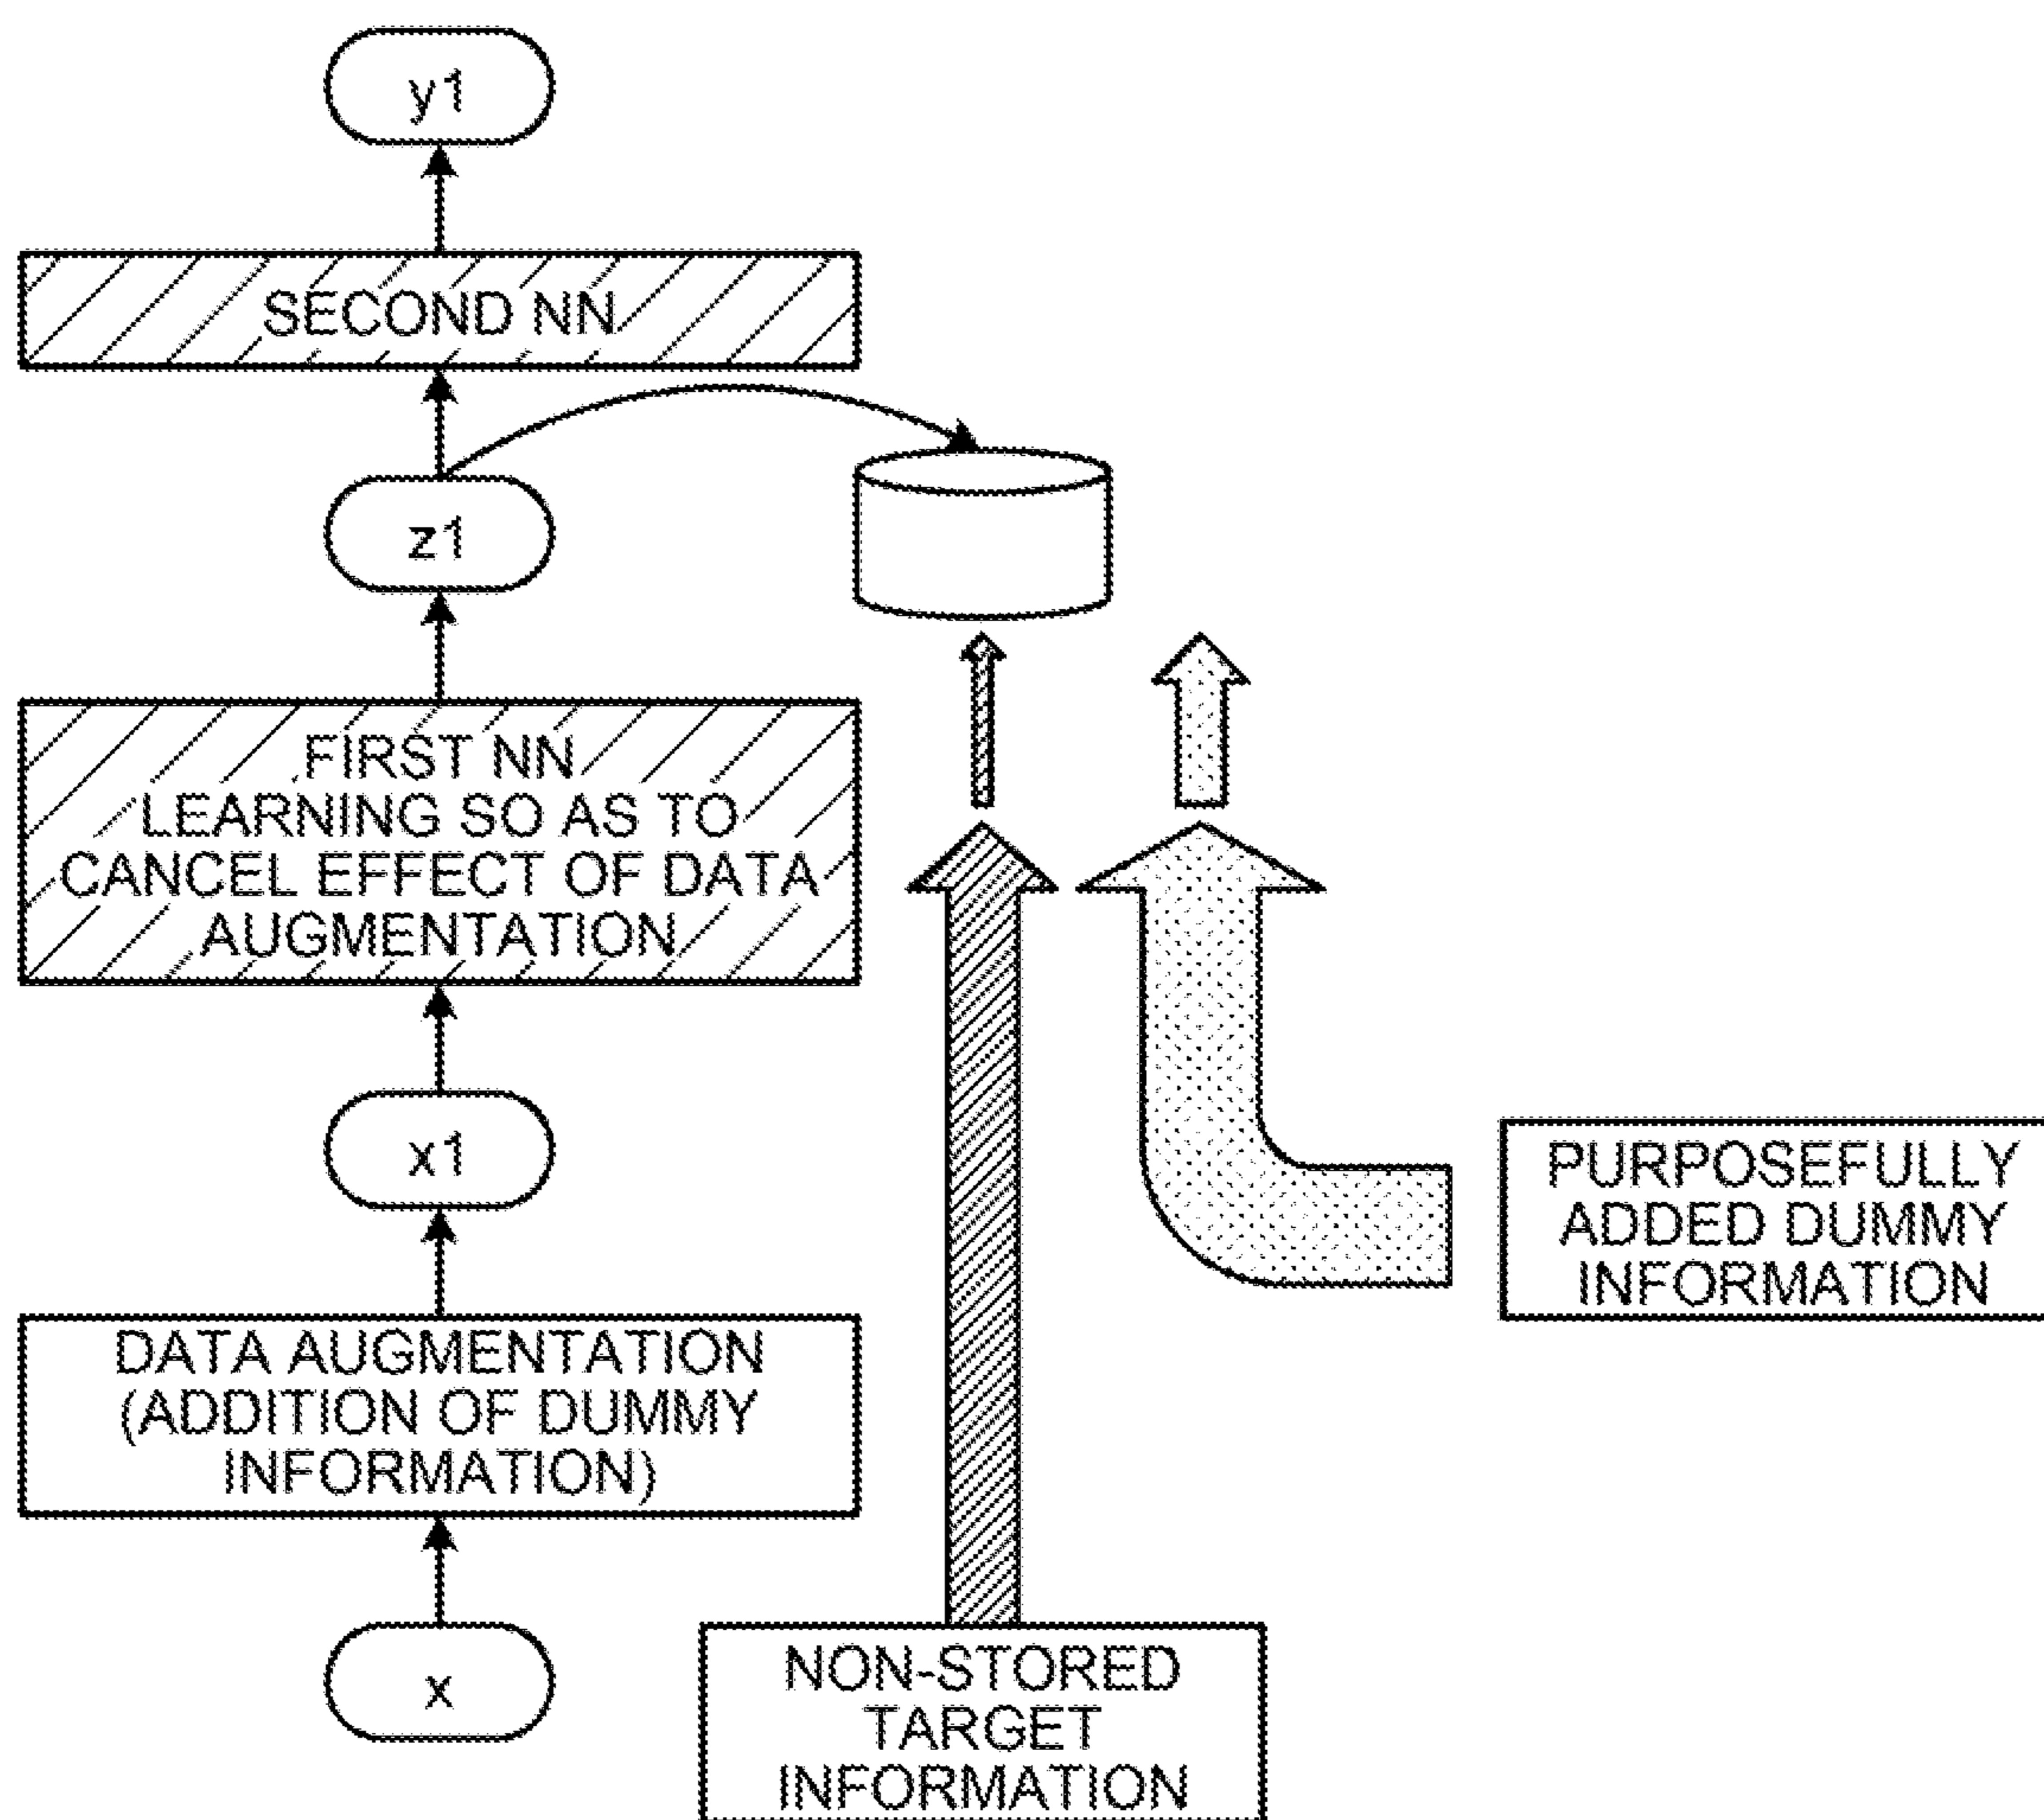 y1
SECOND NN
z1
FIRST NN
LEARNING SO AS TO
CANCEL EFFECT OF DATA
AUGMENTATION
x1
PURPOSEFULLY
ADDED DUMMY
INFORMATION
DATA AUGMENTATION
(ADDITION OF DUMMY
INFORMATION)
x
NON-STORED
TARGET
INFORMATION